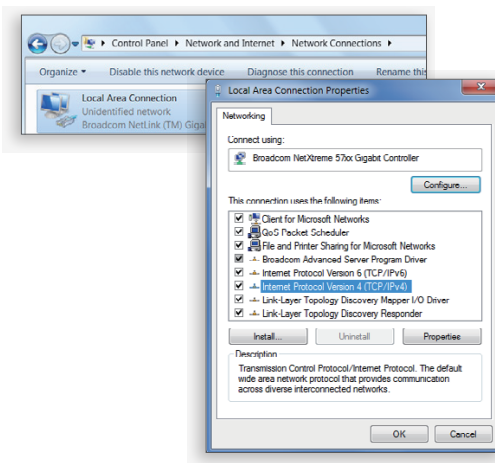 Control Panel ▸ Network and Internet ▸ Network Connections ▸
Organize Disable this network device Diagnose this connection Rename this
Local Area Connection
Unidentified network
Broadcom NetLink (TM) Giga
Local Area Connection Properties
Networking
Connect using:
Broadcom NetXtreme 57xx Gigabit Controller
Configure...
This connection uses the following items:
Client for Microsoft Networks
QoS Packet Scheduler
File and Printer Sharing for Microsoft Networks
Broadcom Advanced Server Program Driver
Internet Protocol Version 6 (TCP/IPv6)
Internet Protocol Version 4 (TCP/IPv4)
Link-Layer Topology Discovery Mapper I/O Driver
Link-Layer Topology Discovery Responder
Install... Uninstall Properties
Description
Transmission Control Protocol/Internet Protocol. The default
wide area network protocol that provides communication
across diverse interconnected networks.
OK Cancel